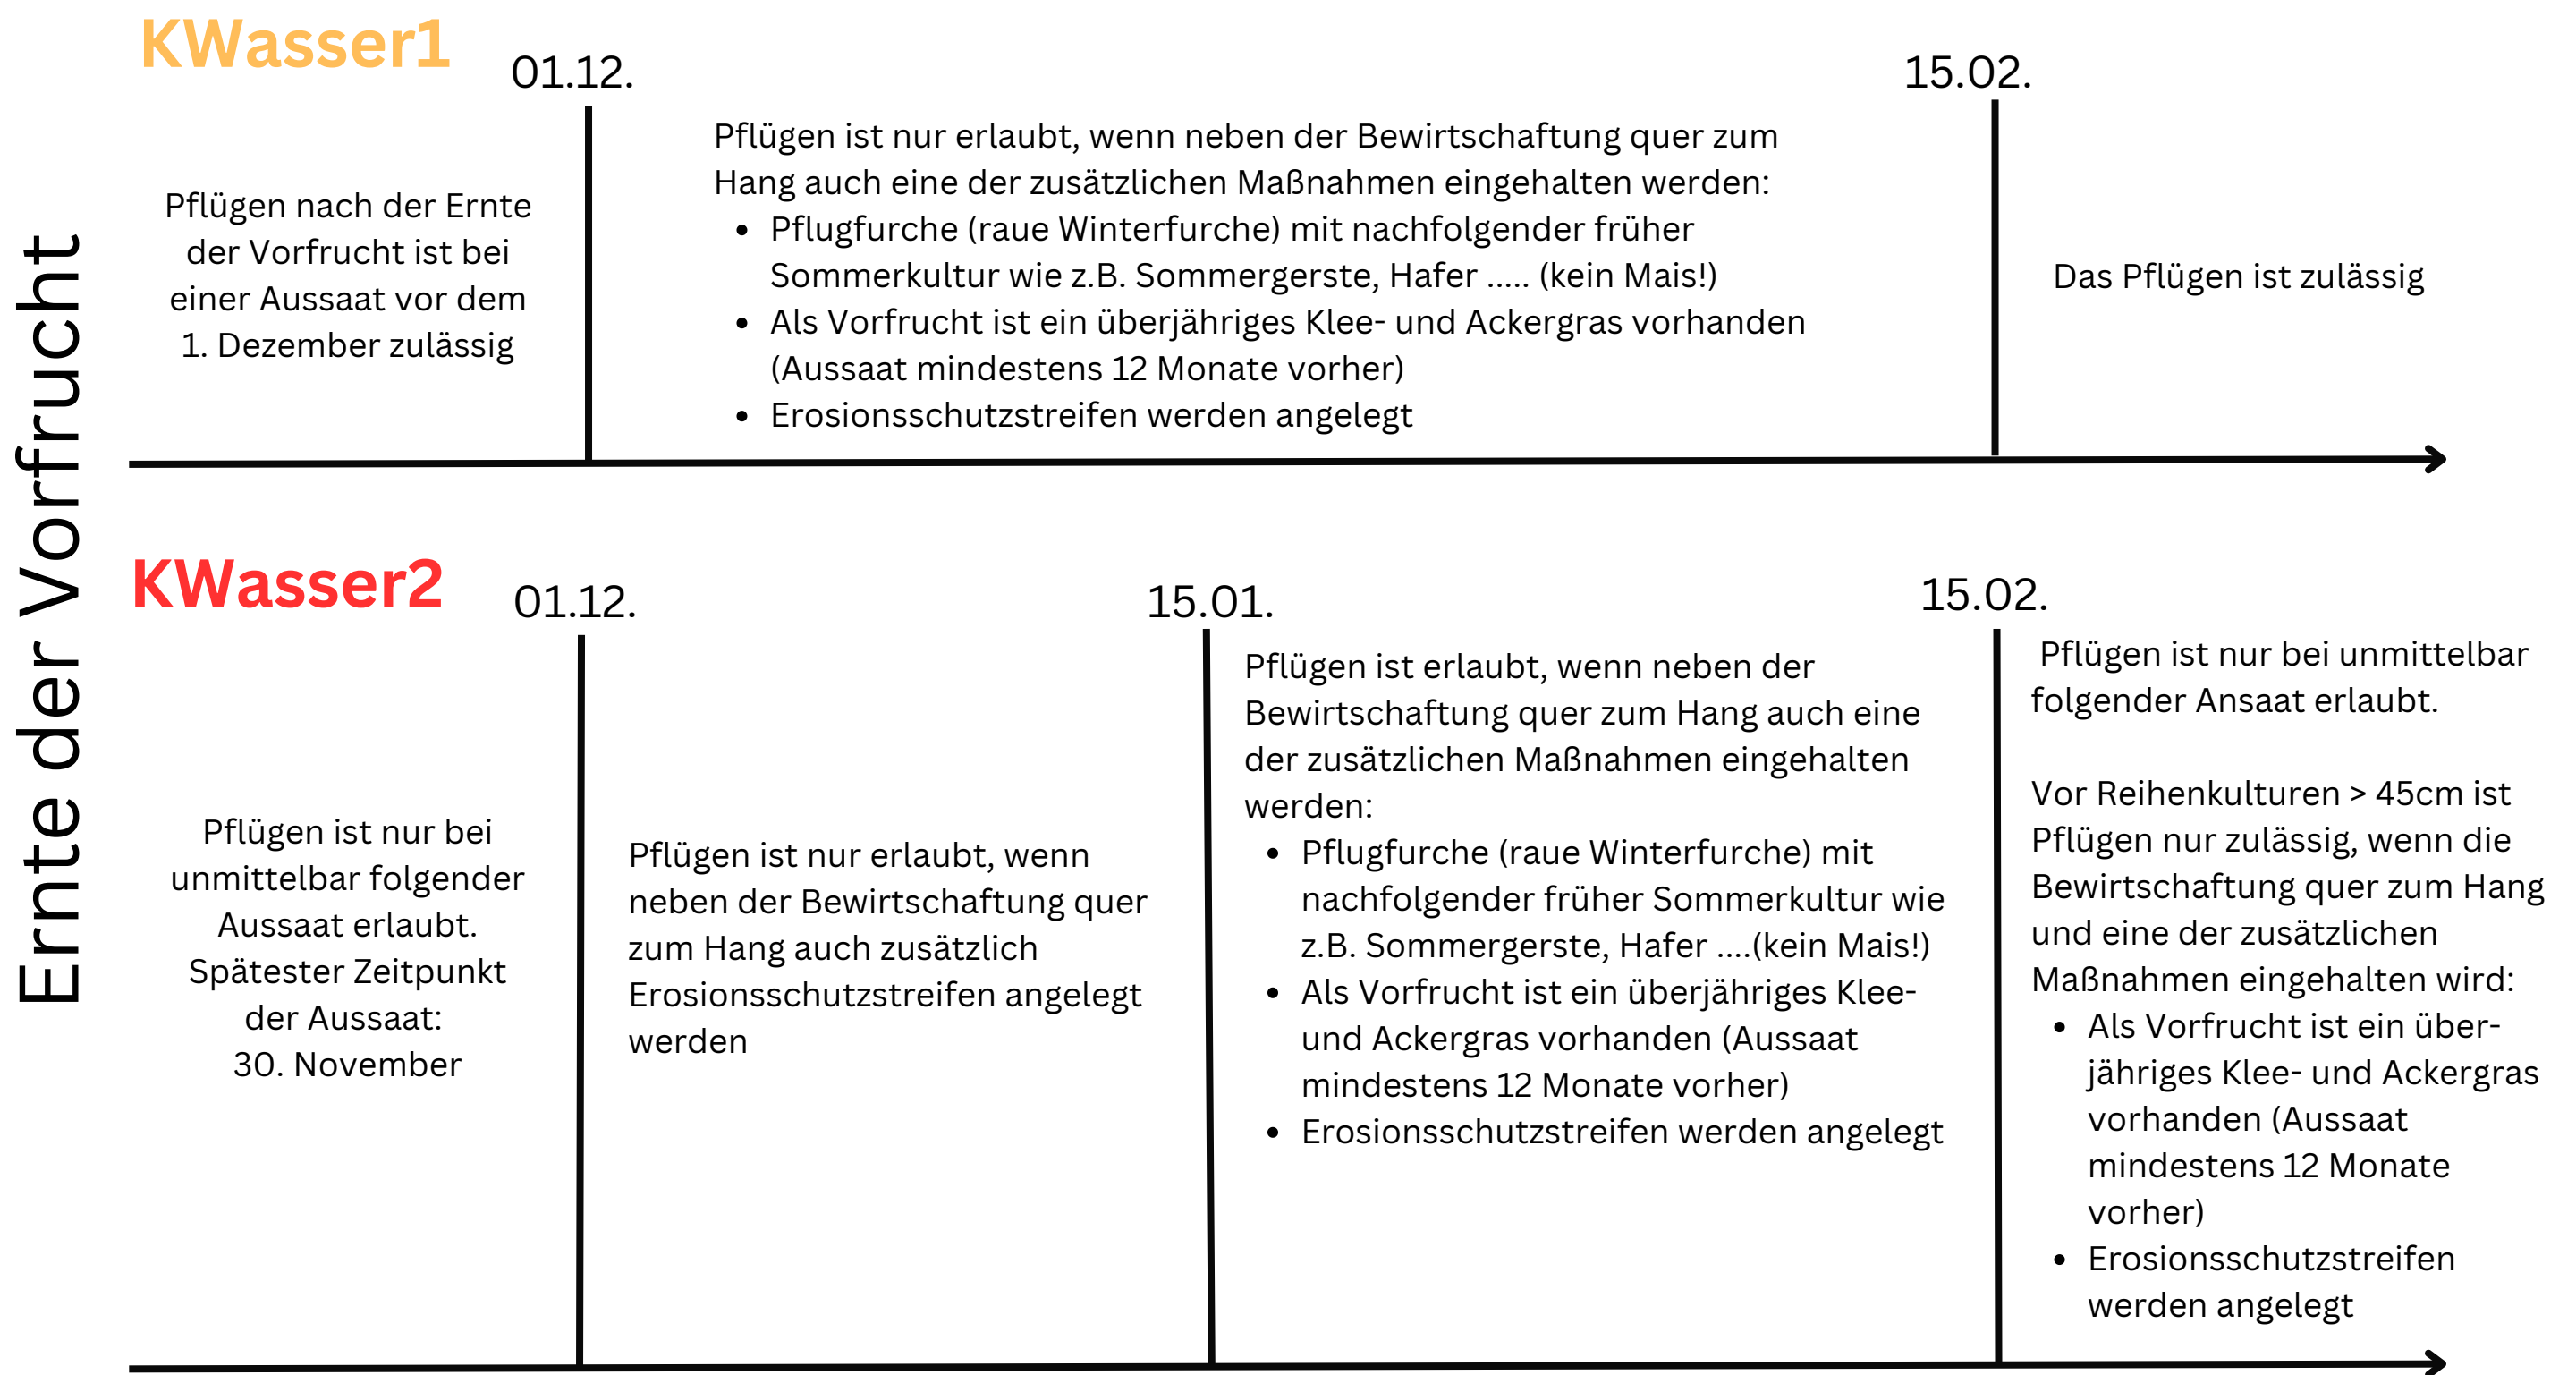 Ernte der Vorfrucht
KWasser1
01.12.
15.02.
Pflügen nach der Ernte
der Vorfrucht ist bei
einer Aussaat vor dem
1. Dezember zulässig
Pflügen ist nur erlaubt, wenn neben der Bewirtschaftung quer zum
Hang auch eine der zusätzlichen Maßnahmen eingehalten werden:
• Pflugfurche (raue Winterfurche) mit nachfolgender früher
Sommerkultur wie z.B. Sommergerste, Hafer ..... (kein Mais!)
• Als Vorfrucht ist ein überjähriges Klee- und Ackergras vorhanden
(Aussaat mindestens 12 Monate vorher)
• Erosionsschutzstreifen werden angelegt
Das Pflügen ist zulässig
KWasser2
01.12.
15.01.
15.02.
Pflügen ist nur bei
unmittelbar folgender
Aussaat erlaubt.
Spätester Zeitpunkt
der Aussaat:
30. November
Pflügen ist nur erlaubt, wenn
neben der Bewirtschaftung quer
zum Hang auch zusätzlich
Erosionsschutzstreifen angelegt
werden
Pflügen ist erlaubt, wenn neben der
Bewirtschaftung quer zum Hang auch eine
der zusätzlichen Maßnahmen eingehalten
werden:
• Pflugfurche (raue Winterfurche) mit
nachfolgender früher Sommerkultur wie
z.B. Sommergerste, Hafer ....(kein Mais!)
• Als Vorfrucht ist ein überjähriges Klee-
und Ackergras vorhanden (Aussaat
mindestens 12 Monate vorher)
• Erosionsschutzstreifen werden angelegt
Pflügen ist nur bei unmittelbar
folgender Ansaat erlaubt.
Vor Reihenkulturen > 45cm ist
Pflügen nur zulässig, wenn die
Bewirtschaftung quer zum Hang
und eine der zusätzlichen
Maßnahmen eingehalten wird:
• Als Vorfrucht ist ein über-
jähriges Klee- und Ackergras
vorhanden (Aussaat
mindestens 12 Monate
vorher)
• Erosionsschutzstreifen
werden angelegt